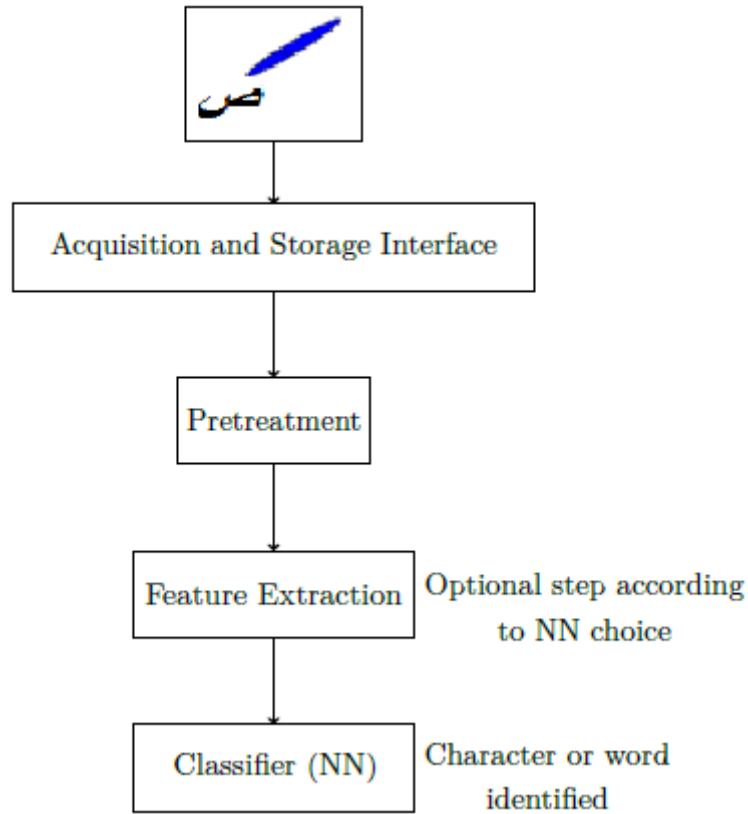 ص
Acquisition and Storage Interface
Pretreatment
Feature Extraction
Optional step according
to NN choice
Classifier (NN)
Character or word
identified